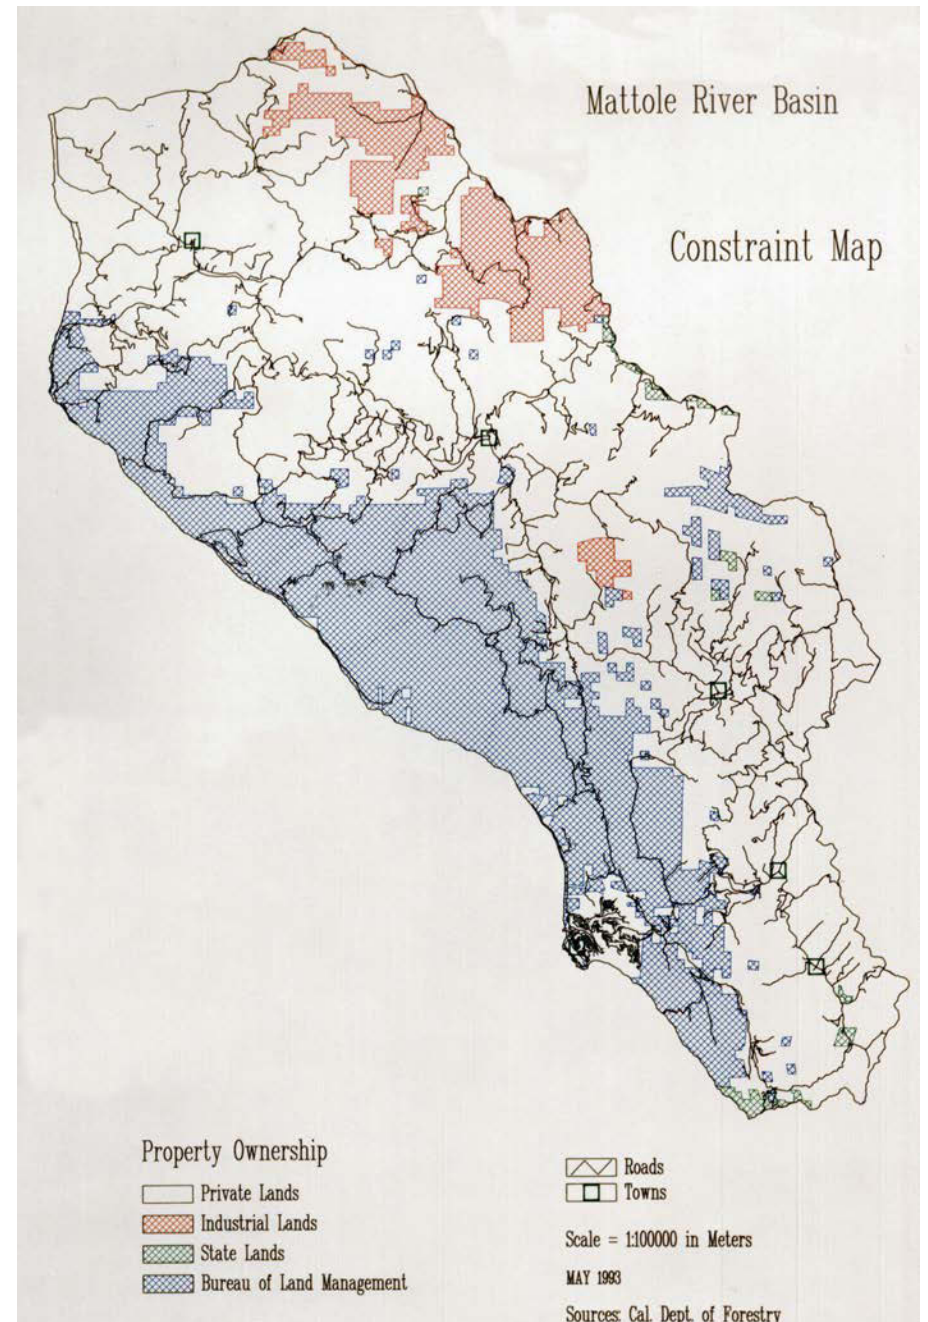 Mattole River Basin
Constraint Map
Property Ownership
Private Lands
Industrial Lands
State Lands
Bureau of Land Management
Roads
Towns
Scale = 1:100000 in Meters
MAY 1993
Sources: Cal. Dept. of Forestry